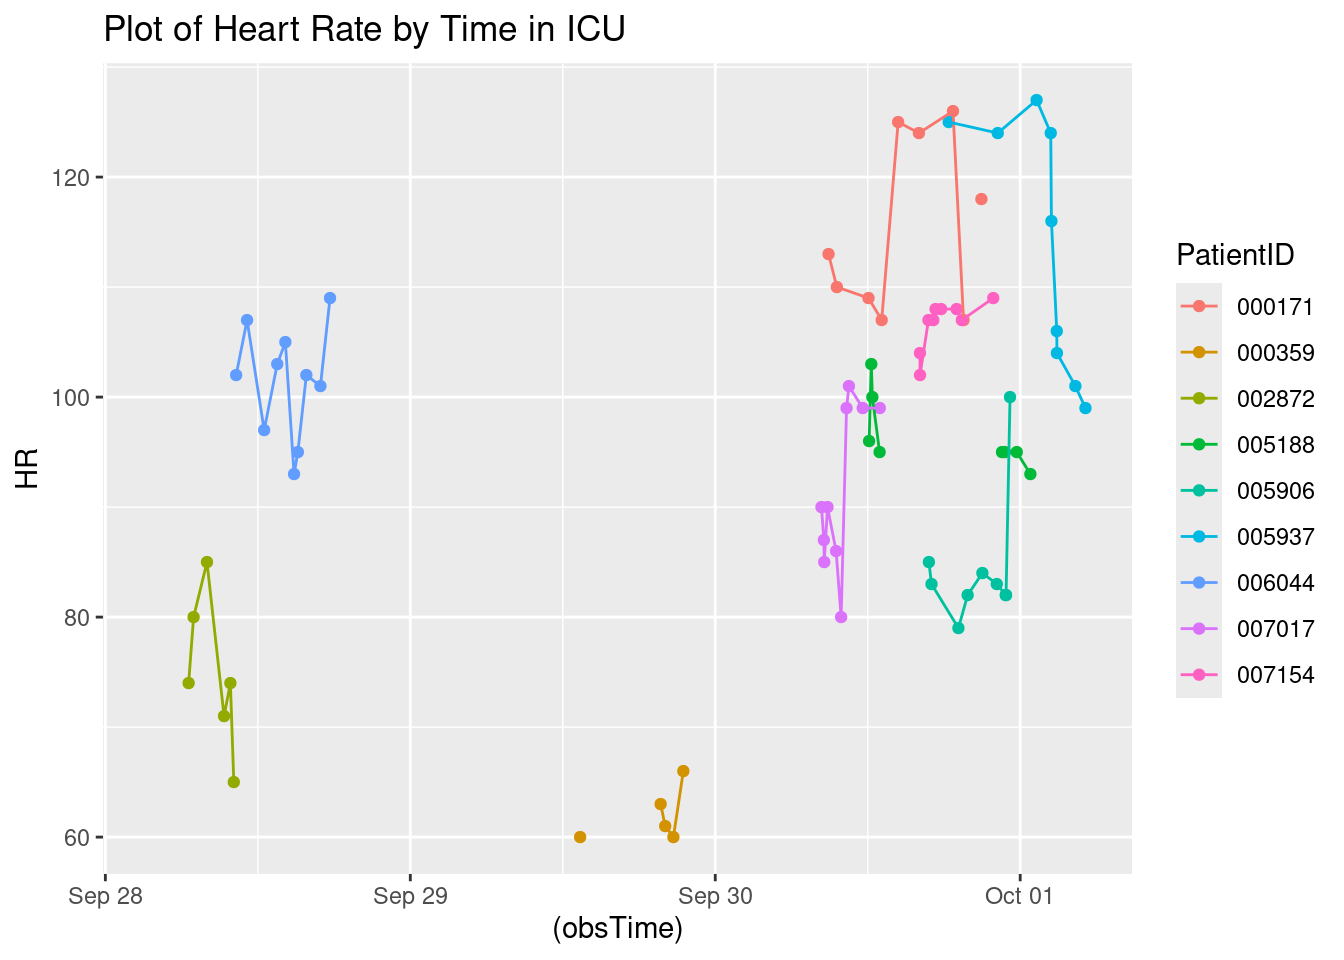 Plot of Heart Rate by Time in ICU
HR
120
100
80
60
Sep 28
Sep 29
Sep 30
Oct 01
(obsTime)
PatientID
000171
000359
002872
005188
005906
005937
006044
007017
007154